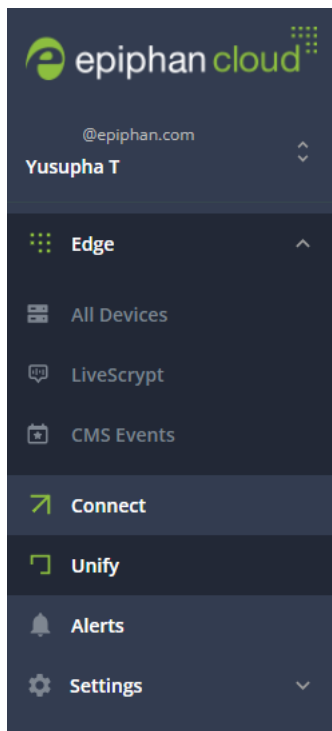 epiphan cloud
@epiphan.com
Yusupha T
Edge
All Devices
LiveScrypt
CMS Events
Connect
Unify
Alerts
Settings